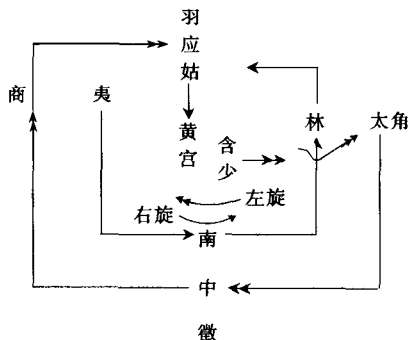 羽
应
姑
商
夷
黄
宫
含
少
林
太角
右旋
左旋
南
中
徵